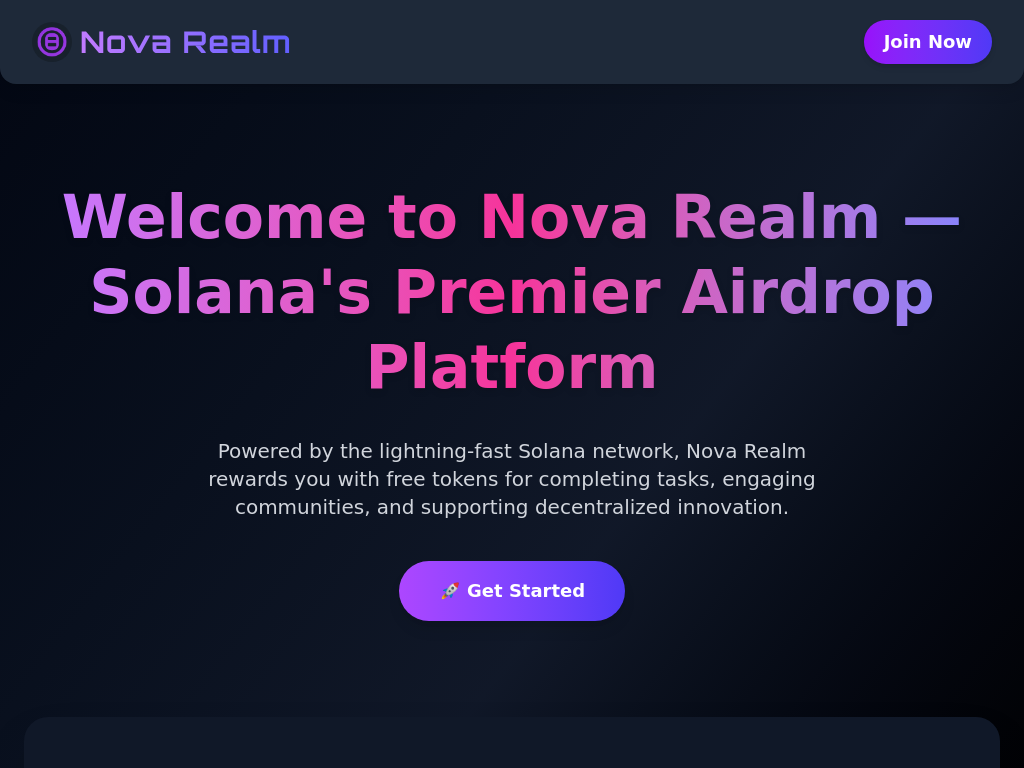 Nova Realm
Join Now
Welcome to Nova Realm —
Solana's Premier Airdrop
Platform
Powered by the lightning-fast Solana network, Nova Realm
rewards you with free tokens for completing tasks, engaging
communities, and supporting decentralized innovation.
🚀 Get Started